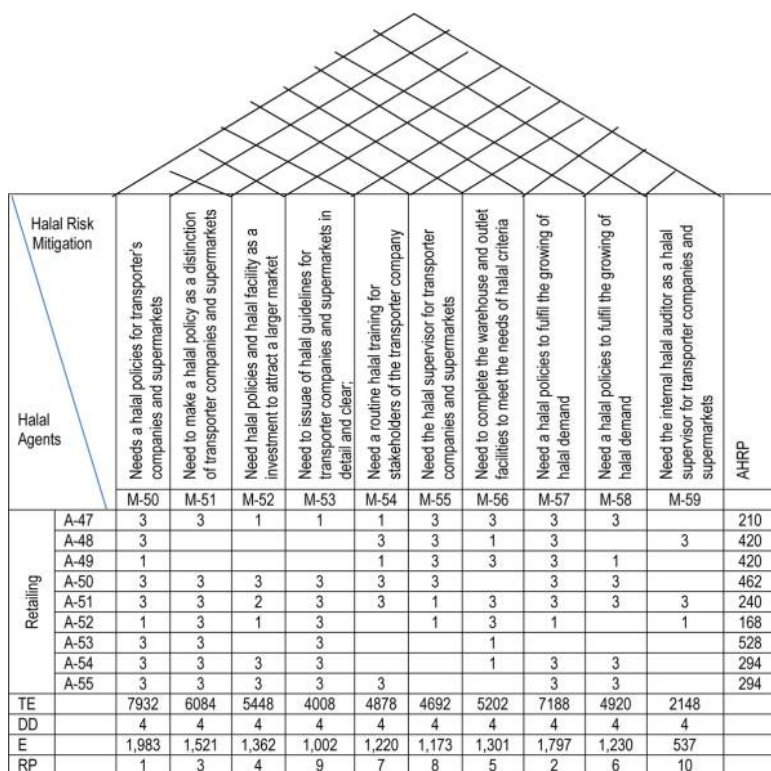 Halal Risk
Mitigation
Halal
Agents
Needs a halal policies for transporter's
companies and supermarkets
Need to make a halal policy as a distinction
of transporter companies and supermarkets
Need halal policies and halal facility as a
investment to attract a larger market
Need to issuae of halal guidelines for
transporter companies and supermarkets in
detail and clear;
Need a routine halal training for
stakeholders of the transporter company
Need the halal supervisor for transporter
companies and supermarkets
Need to complete the warehouse and outlet
facilities to meet the needs of halal criteria
Need a halal policies to fulfil the growing of
halal demand
Need a halal policies to fulfil the growing of
halal demand
Need the internal halal auditor as a halal
supervisor for transporter companies and
supermarkets
AHRP
M-50 M-51 M-52 M-53 M-54 M-55 M-56 M-57 M-58 M-59
Retailing
A-47 3 3 1 1 1 3 3 3 3 210
A-48 3 3 3 1 3 3 420
A-49 1 1 3 3 3 1 420
A-50 3 3 3 3 3 3 3 3 462
A-51 3 3 2 3 3 1 3 3 3 3 240
A-52 1 3 1 3 1 3 1 1 168
A-53 3 3 3 1 528
A-54 3 3 3 3 1 3 3 294
A-55 3 3 3 3 3 3 3 294
TE 7932 6084 5448 4008 4878 4692 5202 7188 4920 2148
DD 4 4 4 4 4 4 4 4 4 4
E 1,983 1,521 1,362 1,002 1,220 1,173 1,301 1,797 1,230 537
RP 1 3 4 9 7 8 5 2 6 10